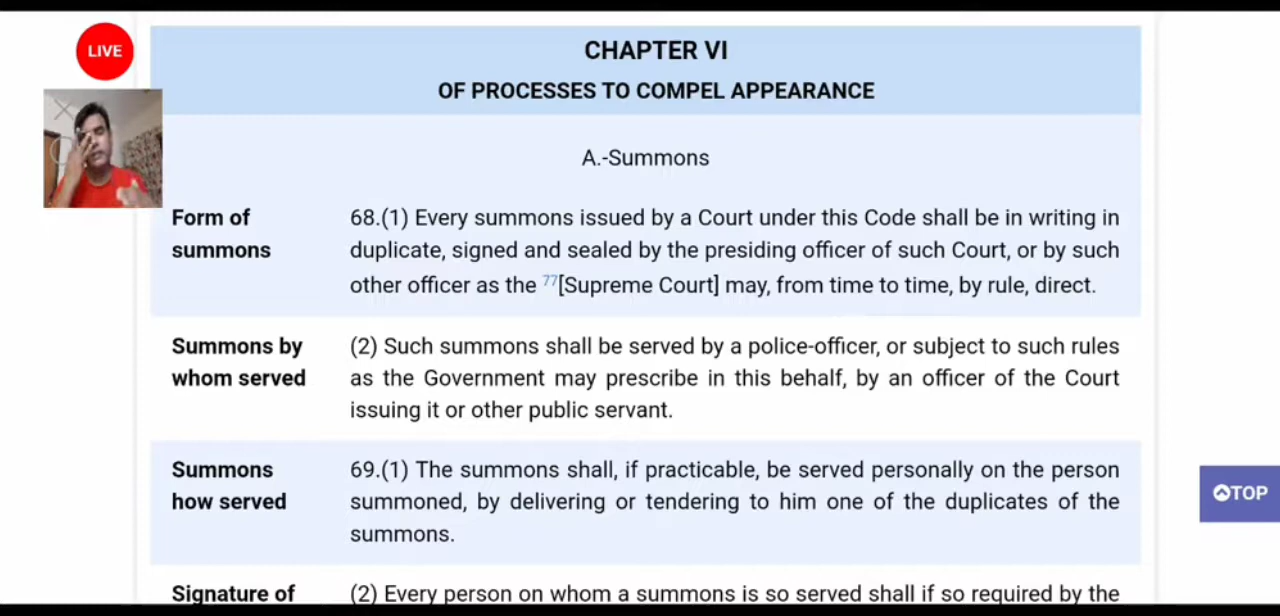 LIVE
CHAPTER VI
OF PROCESSES TO COMPEL APPEARANCE
A.-Summons
Form of
summons
68.(1) Every summons issued by a Court under this Code shall be in writing in
duplicate, signed and sealed by the presiding officer of such Court, or by such
other officer as the 77[Supreme Court] may, from time to time, by rule, direct.
Summons by
whom served
(2) Such summons shall be served by a police-officer, or subject to such rules
as the Government may prescribe in this behalf, by an officer of the Court
issuing it or other public servant.
Summons
how served
69.(1) The summons shall, if practicable, be served personally on the person
summoned, by delivering or tendering to him one of the duplicates of the
summons.
TOP
Signature of
(2) Every person on whom a summons is so served shall if so required by the